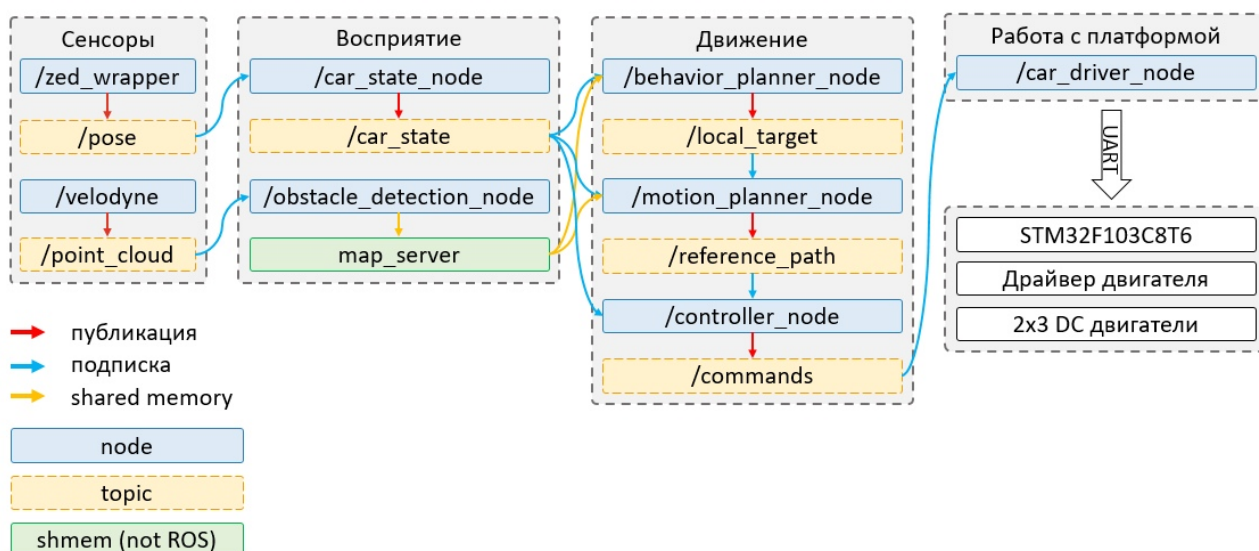 Сенсоры
/zed_wrapper
/pose
/velodyne
/point_cloud
Восприятие
/car_state_node
/car_state
/obstacle_detection_node
map_server
Движение
/behavior_planner_node
/local_target
/motion_planner_node
/reference_path
/controller_node
/commands
Работа с платформой
/car_driver_node
UART
STM32F103C8T6
Драйвер двигателя
2x3 DC двигатели
публикация
подписка
shared memory
node
topic
shmem (not ROS)